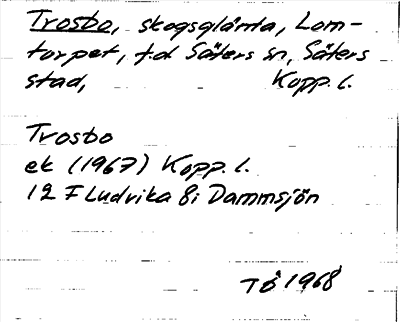 Trosbo, skogsglänta, Lom-
torpet, f.d Säters sn, Säters
stad, Kopp. l.
Trosbo
ek (1967) Kopp. l.
12 F Ludvika 8i Dammsjön
TÖ 1968